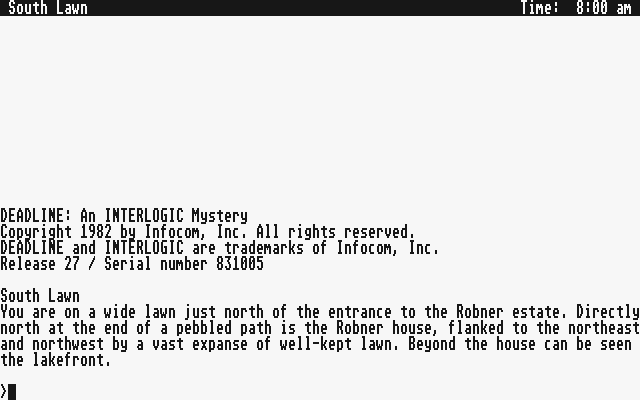 South Lawn Time: 8:00 am
DEADLINE: An INTERLOGIC Mystery
Copyright 1982 by Infocom, Inc. All rights reserved.
DEADLINE and INTERLOGIC are trademarks of Infocom, Inc.
Release 27 / Serial number 831005
South Lawn
You are on a wide lawn just north of the entrance to the Robner estate. Directly
north at the end of a pebbled path is the Robner house, flanked to the northeast
and northwest by a vast expanse of well-kept lawn. Beyond the house can be seen
the lakefront.
>